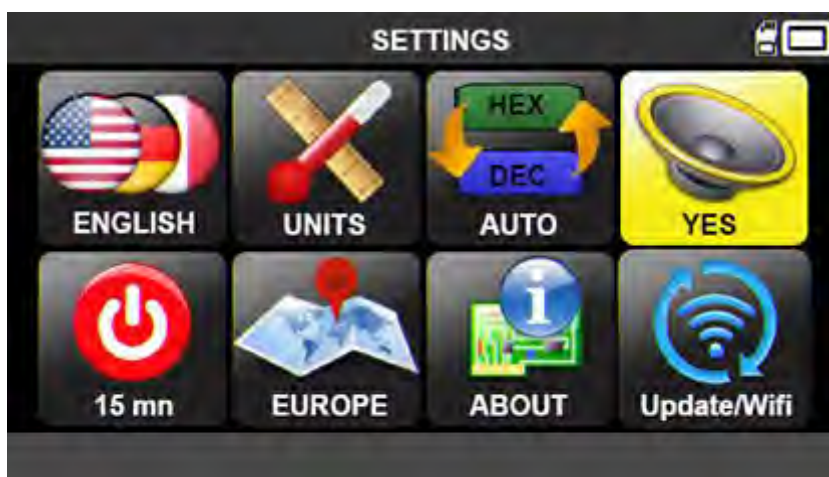 SETTINGS
HEX
DEC
ENGLISH
UNITS
AUTO
YES
15 mn
EUROPE
ABOUT
Update/Wifi